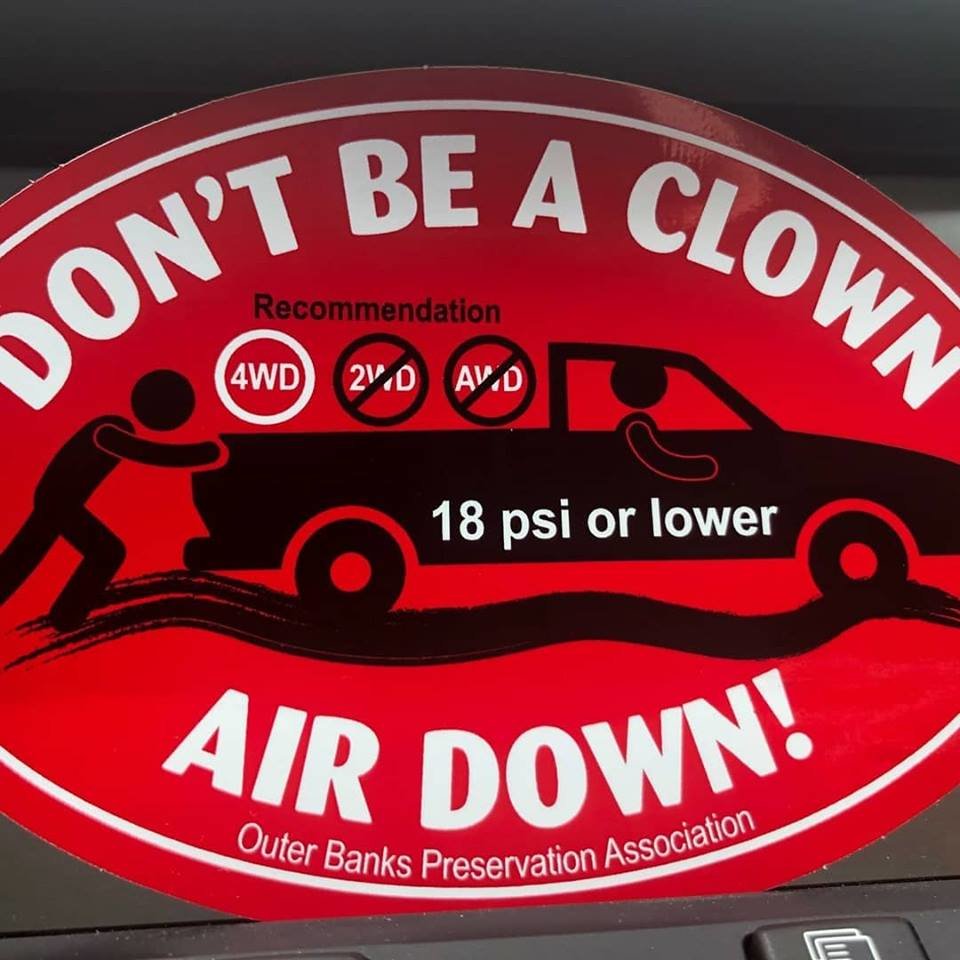 DON'T BE A CLOWN
Recommendation
4WD 2WD AWD
18 psi or lower
AIR DOWN!
Outer Banks Preservation Association